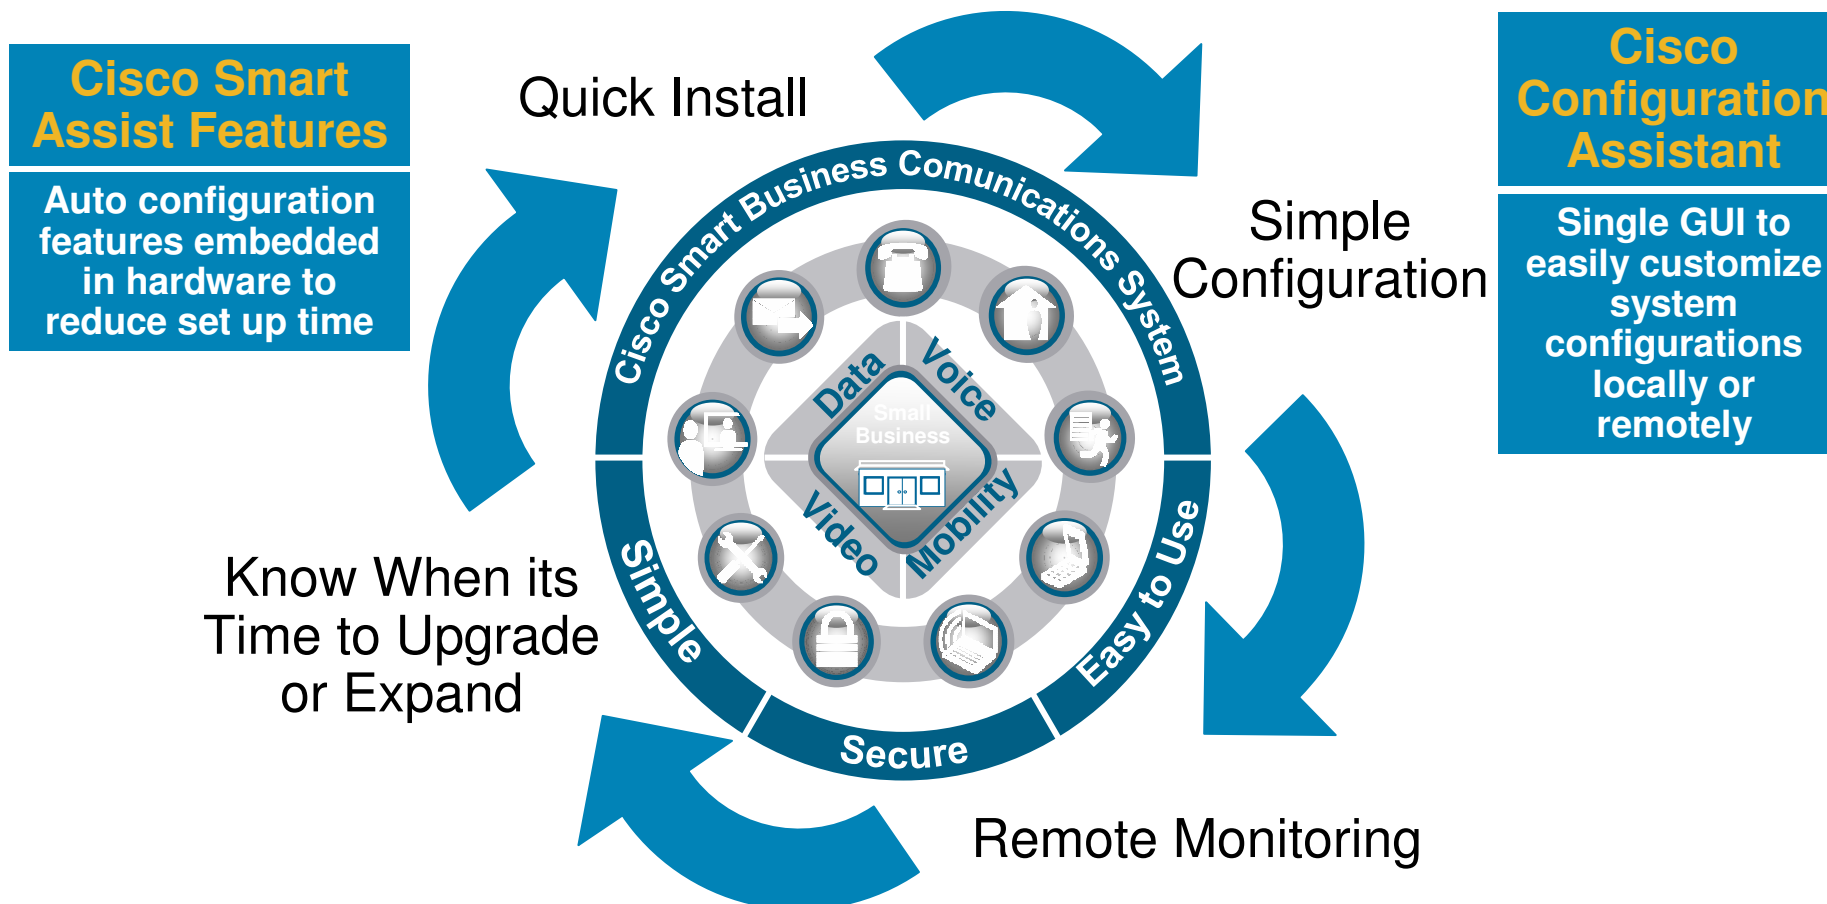 Cisco Smart
Assist Features
Auto configuration
features embedded
in hardware to
reduce set up time
Quick Install
Cisco
Configuration
Assistant
Single GUI to
easily customize
system
configurations
locally or
remotely
Simple
Configuration
Cisco Smart Business Comunications System
Data
Voice
Small
Business
Video
Mobility
Simple
Secure
Easy to Use
Know When its
Time to Upgrade
or Expand
Remote Monitoring